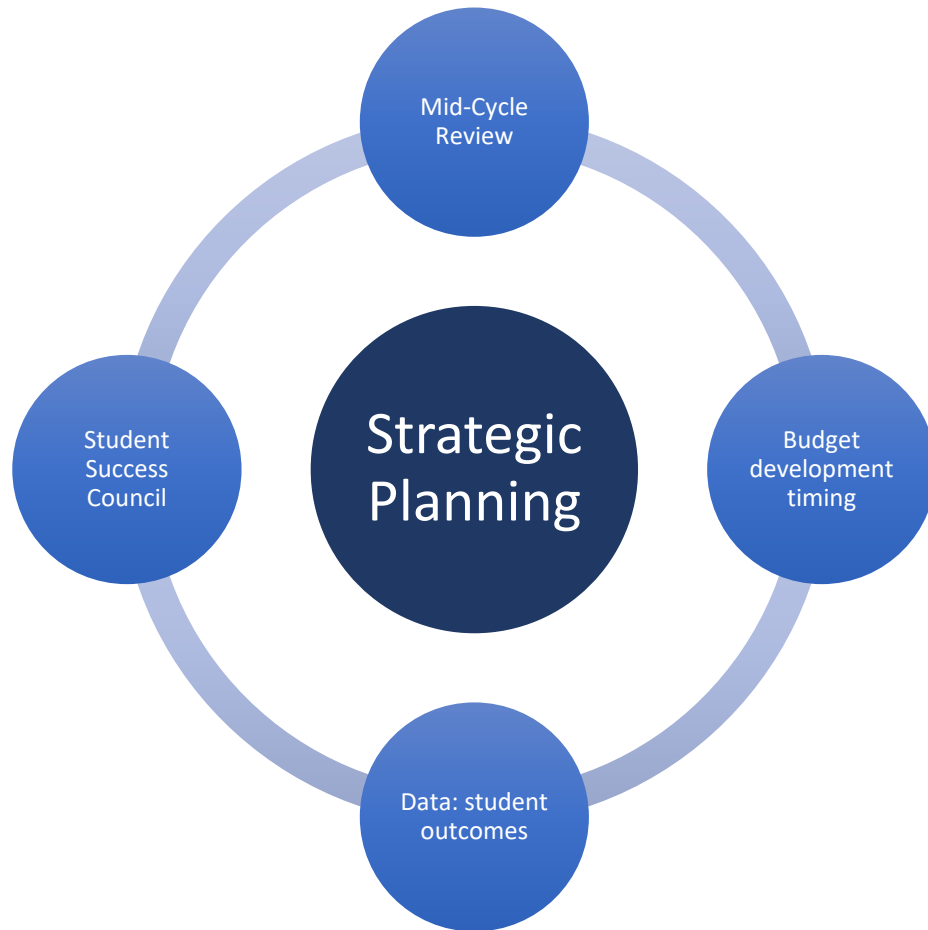 Mid-Cycle
Review
Student
Success
Council
Strategic
Planning
Budget
development
timing
Data: student
outcomes